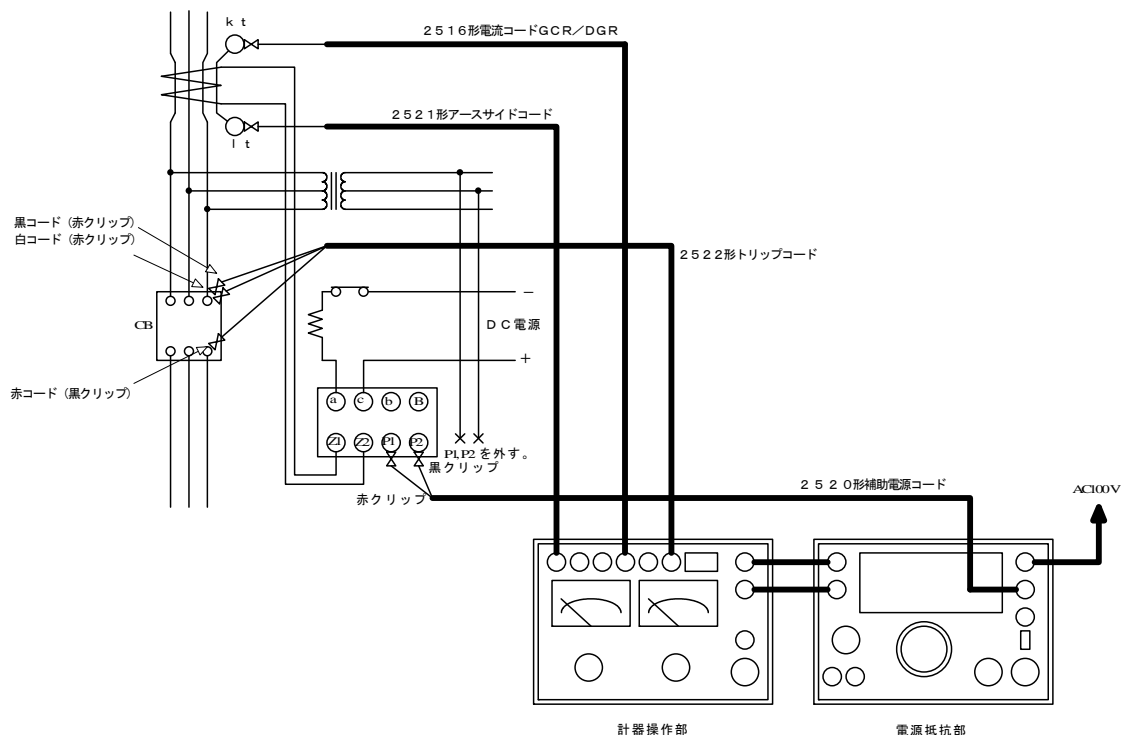 k t
２５１６形電流コードＧＣＲ／ＤＧＲ
２５２１形アースサイドコード
l t
黒コード（赤クリップ）
白コード（赤クリップ）
２５２２形トリップコード
－
ＤＣ電源
CB
＋
赤コード（黒クリップ）
a c b B
Z1 Z2 P1 P2
P1,P2 を外す。
黒クリップ
赤クリップ
２５２０形補助電源コード
AC100V
計器操作部
電源抵抗部